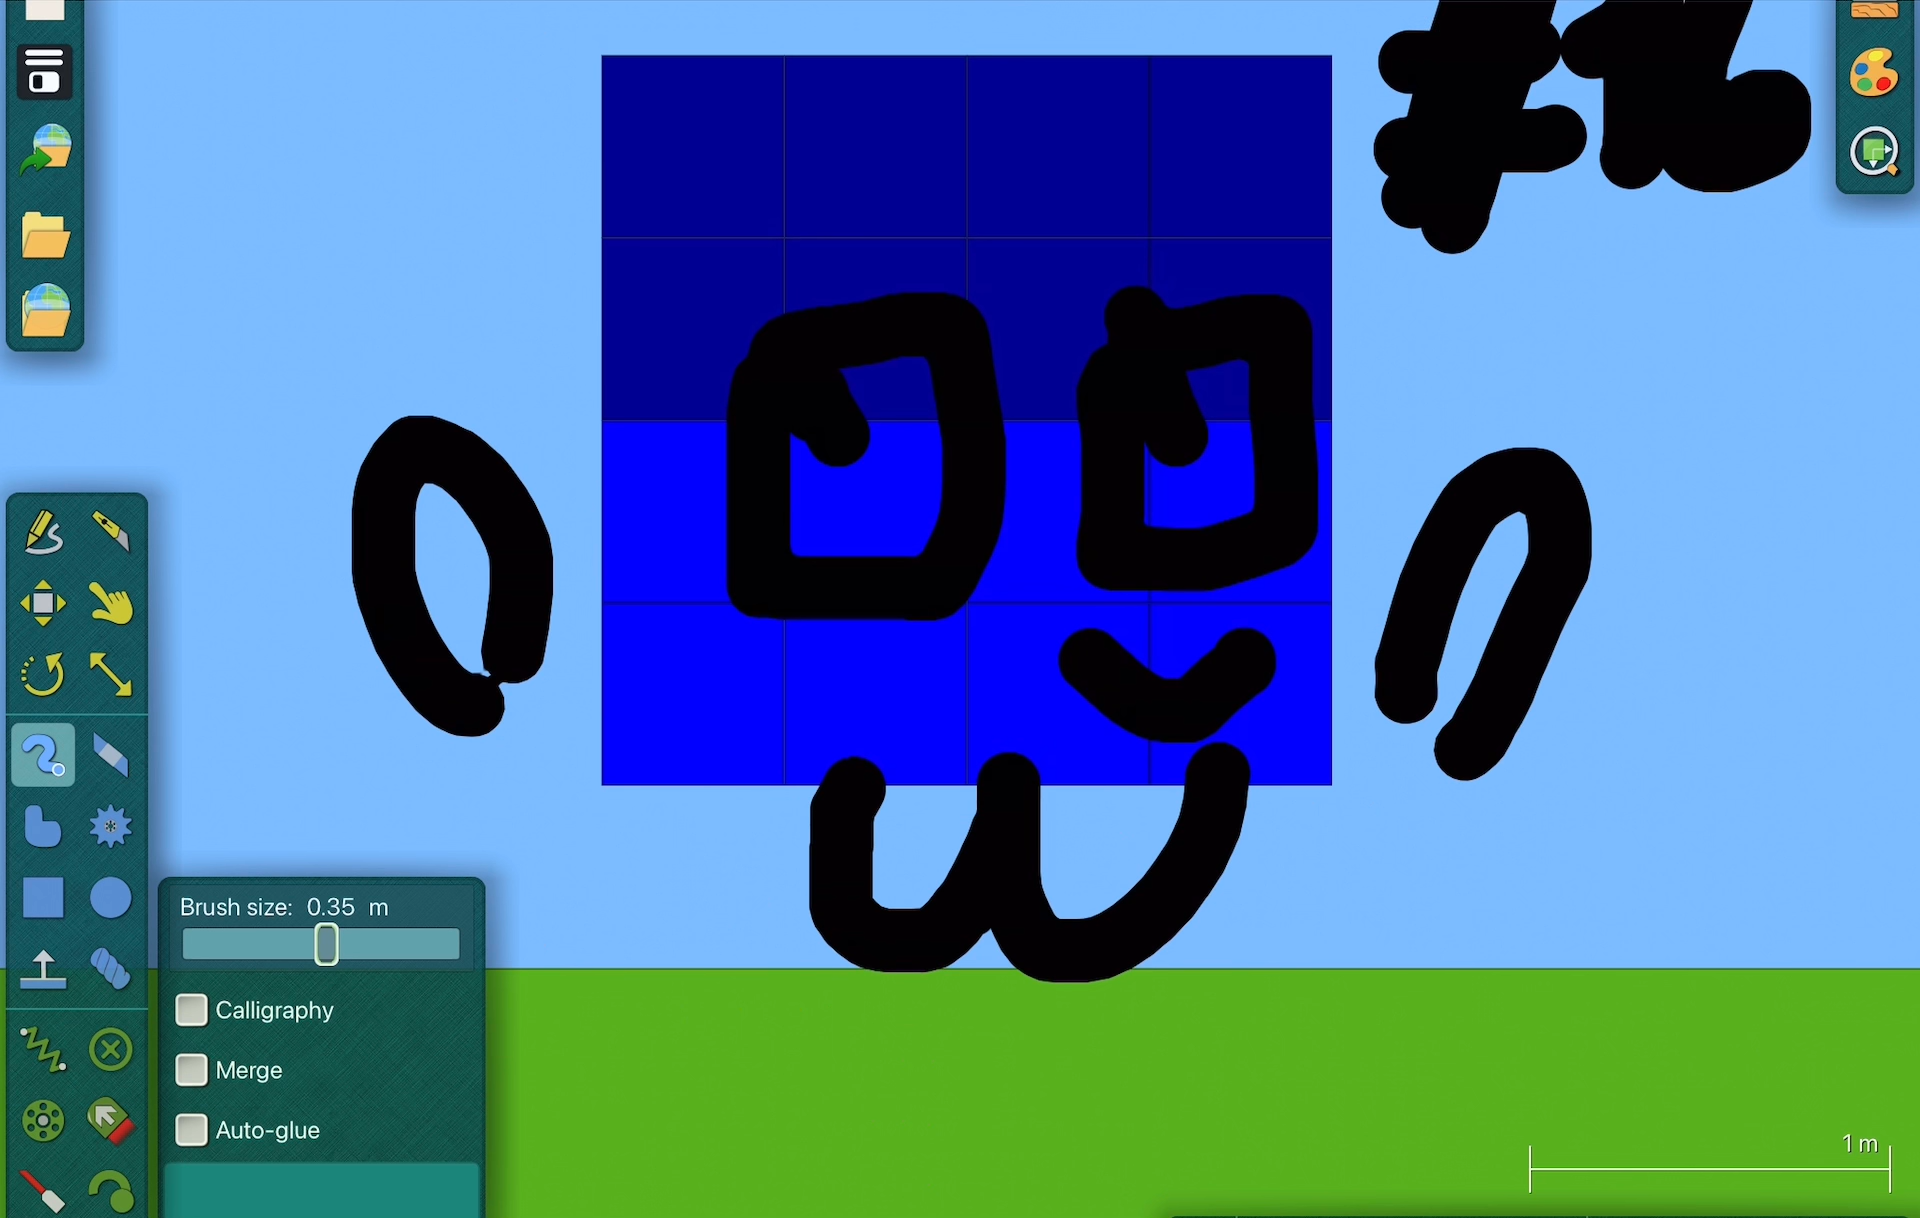 Brush size: 0.35 m
Calligraphy
Merge
Auto-glue
1 m